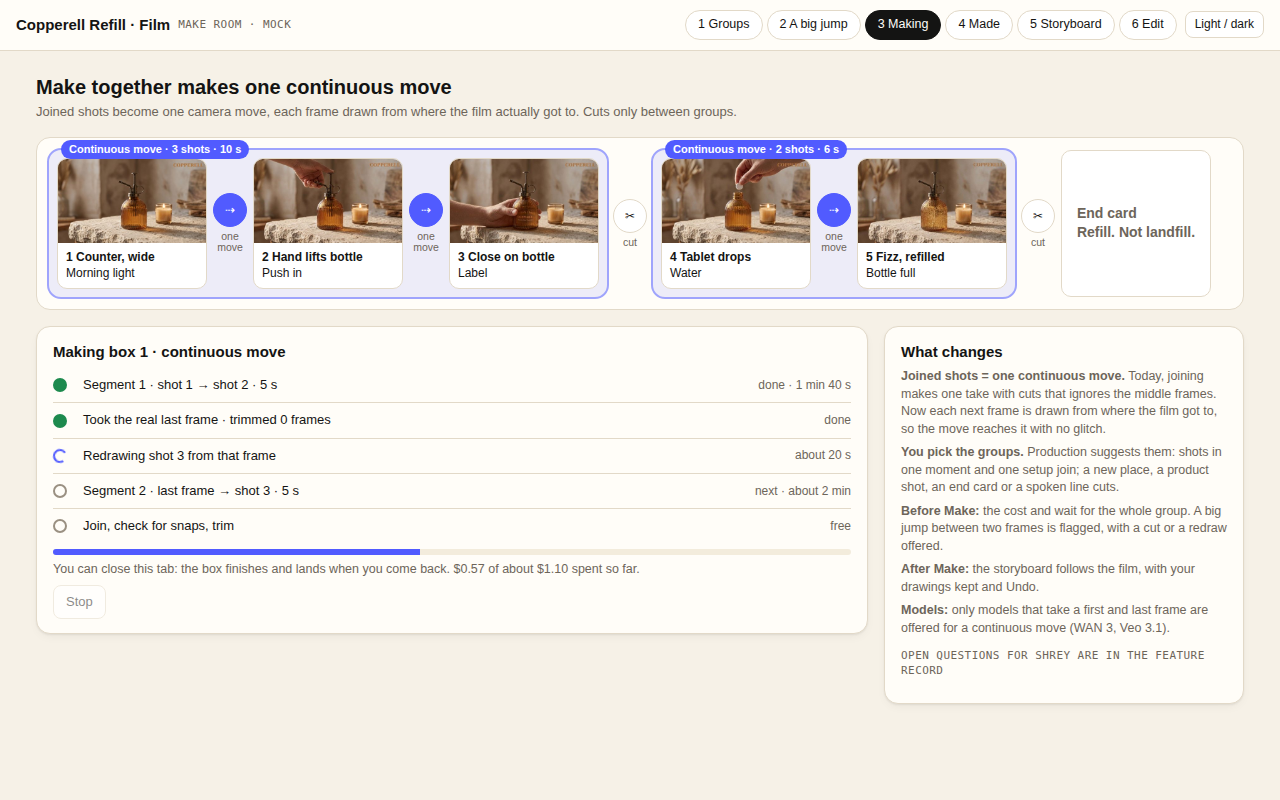 Copperell Refill · Film MAKE ROOM · MOCK
1 Groups 2 A big jump 3 Making 4 Made 5 Storyboard 6 Edit Light / dark
Make together makes one continuous move
Joined shots become one camera move, each frame drawn from where the film actually got to. Cuts only between groups.
Continuous move · 3 shots · 10 s
1 Counter, wide
Morning light
⇢
one
move
2 Hand lifts bottle
Push in
⇢
one
move
3 Close on bottle
Label
✂
cut
Continuous move · 2 shots · 6 s
4 Tablet drops
Water
⇢
one
move
5 Fizz, refilled
Bottle full
✂
cut
End card
Refill. Not landfill.
Making box 1 · continuous move
Segment 1 · shot 1 → shot 2 · 5 s done · 1 min 40 s
Took the real last frame · trimmed 0 frames done
Redrawing shot 3 from that frame about 20 s
Segment 2 · last frame → shot 3 · 5 s next · about 2 min
Join, check for snaps, trim free
You can close this tab: the box finishes and lands when you come back. $0.57 of about $1.10 spent so far.
Stop
What changes
Joined shots = one continuous move. Today, joining
makes one take with cuts that ignores the middle frames.
Now each next frame is drawn from where the film got to,
so the move reaches it with no glitch.
You pick the groups. Production suggests them: shots in
one moment and one setup join; a new place, a product
shot, an end card or a spoken line cuts.
Before Make: the cost and wait for the whole group. A big
jump between two frames is flagged, with a cut or a redraw
offered.
After Make: the storyboard follows the film, with your
drawings kept and Undo.
Models: only models that take a first and last frame are
offered for a continuous move (WAN 3, Veo 3.1).
OPEN QUESTIONS FOR SHREY ARE IN THE FEATURE
RECORD